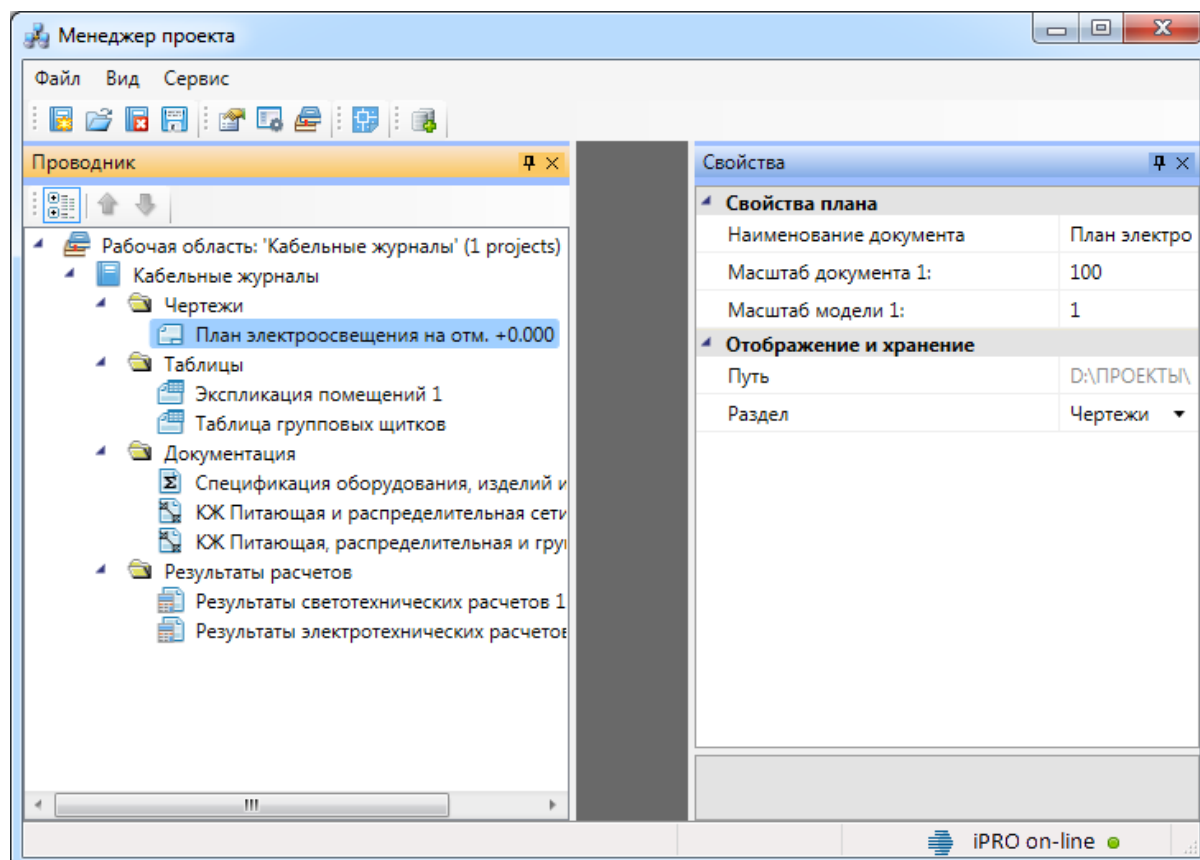 Менеджер проекта
Файл Вид Сервис
Проводник
Рабочая область: 'Кабельные журналы' (1 projects)
Кабельные журналы
Чертежи
План электроосвещения на отм. +0.000
Таблицы
Экспликация помещений 1
Таблица групповых щитков
Документация
Спецификация оборудования, изделий и
КЖ Питающая и распределительная сети
КЖ Питающая, распределительная и гру
Результаты расчетов
Результаты светотехнических расчетов 1
Результаты электротехнических расчетов
Свойства
Свойства плана
Наименование документа План электро
Масштаб документа 1: 100
Масштаб модели 1: 1
Отображение и хранение
Путь D:\ПРОЕКТЫ\
Раздел Чертежи
iPRO on-line